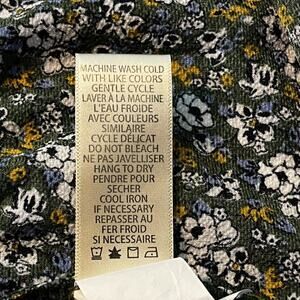 MACHINE WASH COLD
WITH LIKE COLORS
GENTLE CYCLE
LAVER À LA MACHINE
L'EAU FROIDE
AVEC COULEURS
SIMILAIRE
CYCLE DÉLICAT
DO NOT BLEACH
NE PAS JAVELLISER
HANG TO DRY
PENDRE POUR
SECHER
COOL IRON
IF NECESSARY
REPASSER AU
FER FROID
SI NECESSAIRE